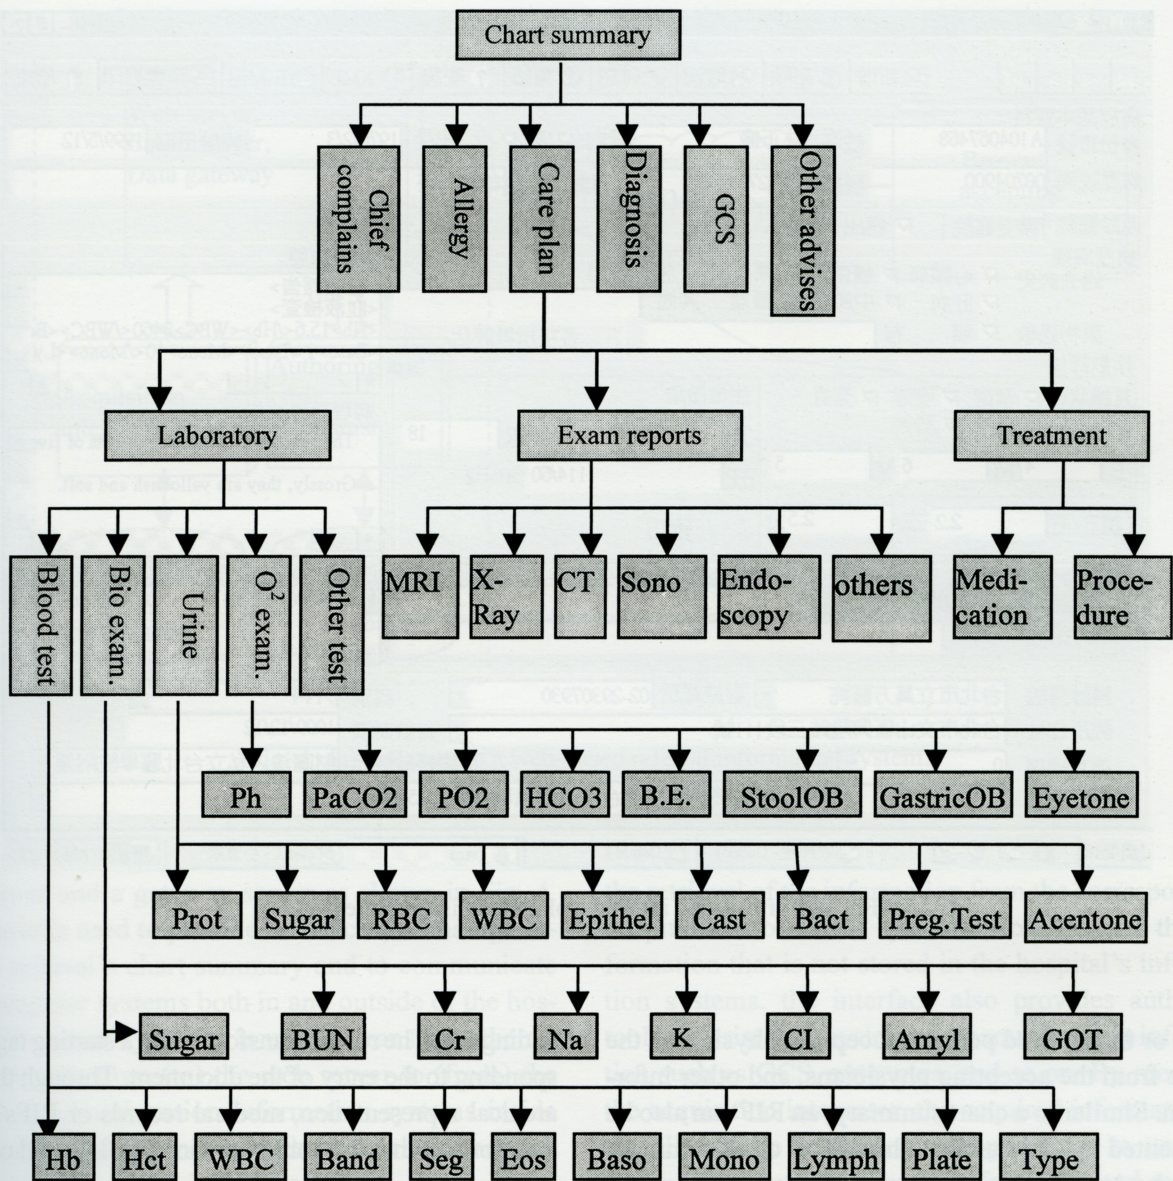 Chart summary
Chief
complains
Allergy
Care plan
Diagnosis
GCS
Other advises
Laboratory
Exam reports
Treatment
Blood test
Bio exam.
Urine
O² exam.
Other test
MRI
X-
Ray
CT
Sono
Endo-
scopy
others
Medi-
cation
Proce-
dure
Ph
PaCO2
PO2
HCO3
B.E.
StoolOB
GastricOB
Eyetone
Prot
Sugar
RBC
WBC
Epithel
Cast
Bact
Preg.Test
Acentone
Sugar
BUN
Cr
Na
K
CL
Amyl
GOT
Hb
Hct
WBC
Band
Seg
Eos
Baso
Mono
Lymph
Plate
Type